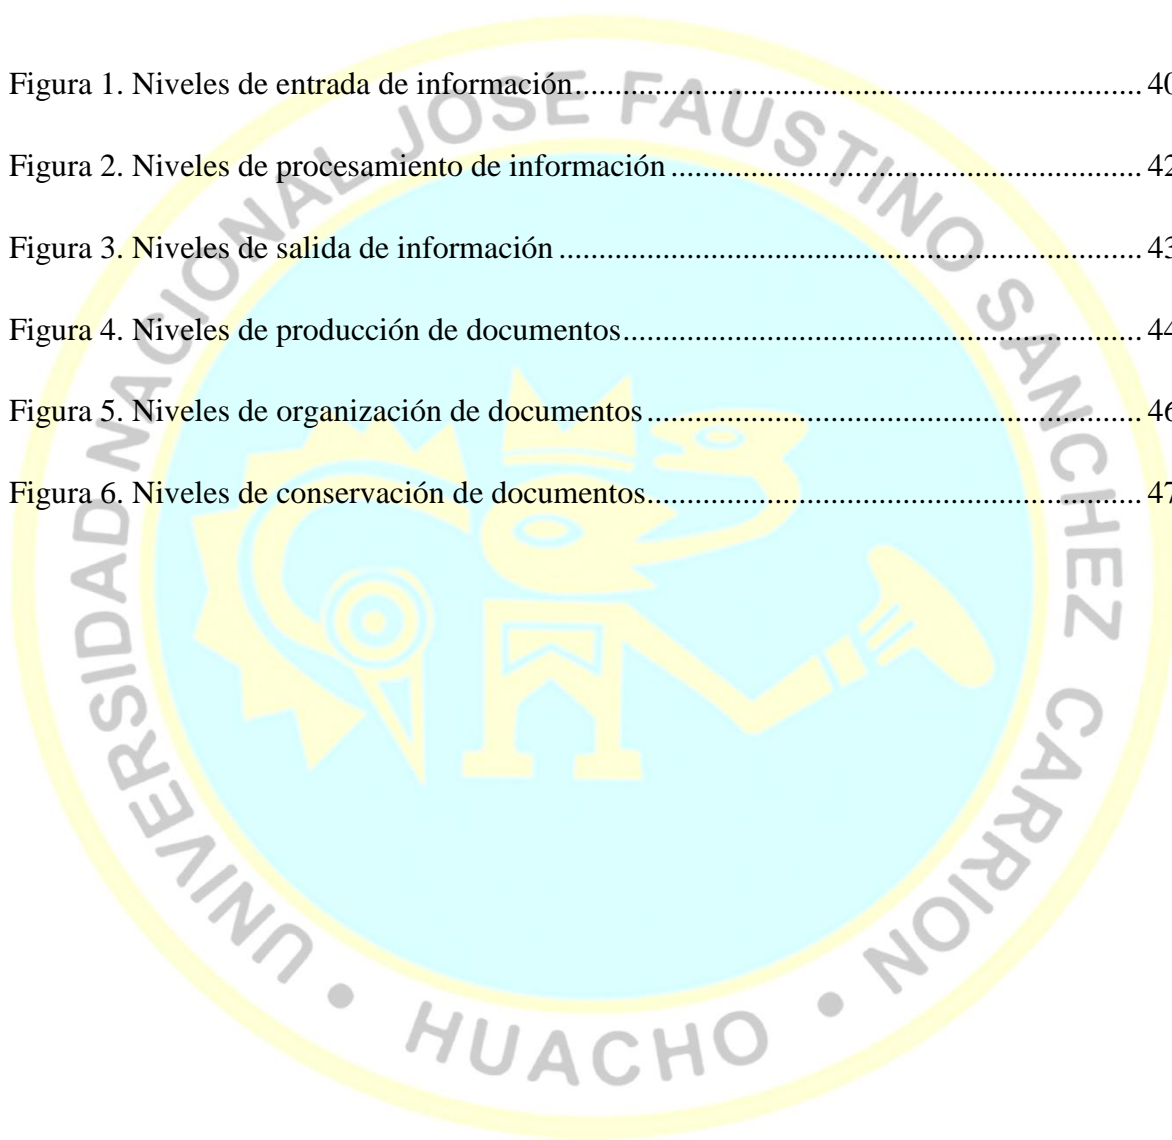 Figura 1. Niveles de entrada de información.................................................................... 40
Figura 2. Niveles de procesamiento de información ......................................................... 42
Figura 3. Niveles de salida de información ....................................................................... 43
Figura 4. Niveles de producción de documentos............................................................... 44
Figura 5. Niveles de organización de documentos ............................................................ 46
Figura 6. Niveles de conservación de documentos............................................................ 47
UNIVERSIDAD NACIONAL JOSE FAUSTINO SANCHEZ CARRION • HUACHO •